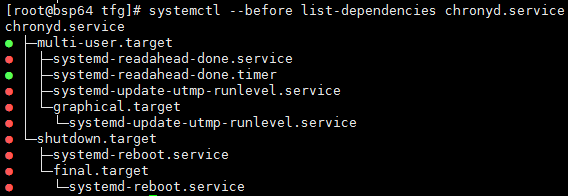 [root@bsp64 tfg]# systemctl --before list-dependencies chronyd.service
chronyd.service
● ├─multi-user.target
● │ ├─systemd-readahead-done.service
● │ ├─systemd-readahead-done.timer
● │ ├─systemd-update-utmp-runlevel.service
● │ └─graphical.target
● │   └─systemd-update-utmp-runlevel.service
● └─shutdown.target
●   ├─systemd-reboot.service
●   └─final.target
●     └─systemd-reboot.service